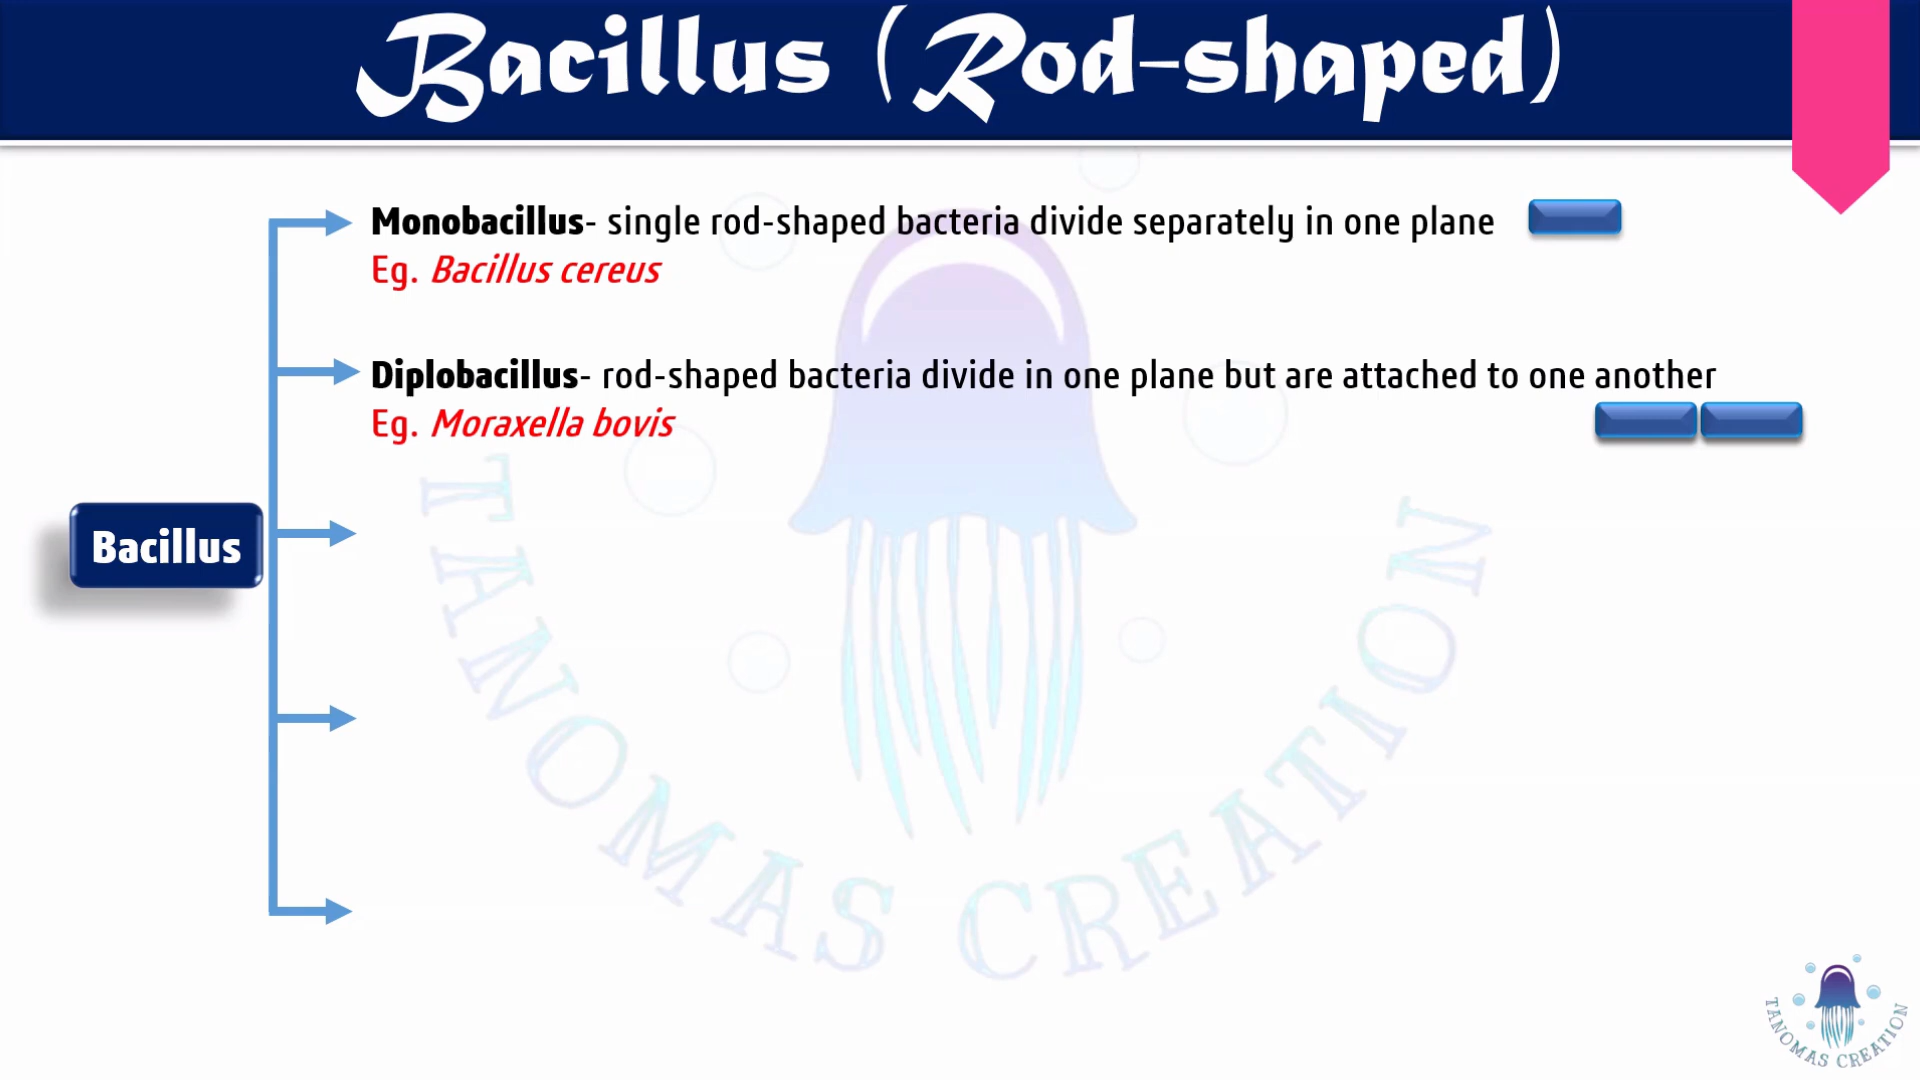 Bacillus (Rod-shaped)
Monobacillus- single rod-shaped bacteria divide separately in one plane
Eg. Bacillus cereus
Diplobacillus- rod-shaped bacteria divide in one plane but are attached to one another
Eg. Moraxella bovis
Bacillus
TANOMAS CREATION
TANOMAS CREATION